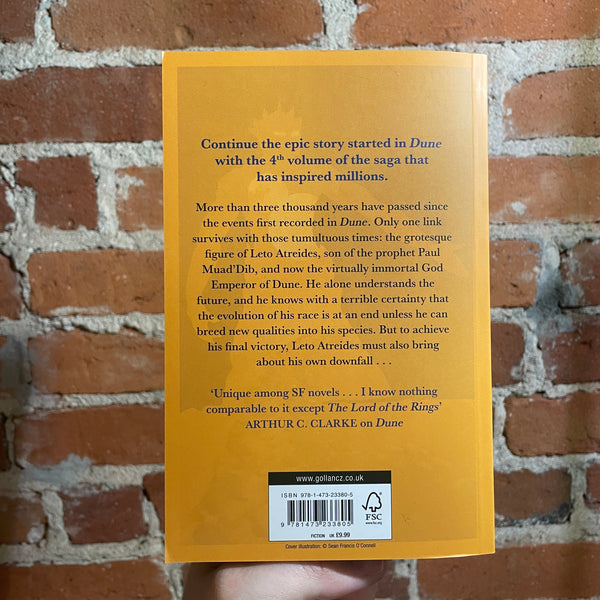 Continue the epic story started in Dune
with the 4th volume of the saga that
has inspired millions.
More than three thousand years have passed since
the events first recorded in Dune. Only one link
survives with those tumultuous times: the grotesque
figure of Leto Atreides, son of the prophet Paul
Muad'Dib, and now the virtually immortal God
Emperor of Dune. He alone understands the
future, and he knows with a terrible certainty that
the evolution of his race is at an end unless he can
breed new qualities into his species. But to achieve
his final victory, Leto Atreides must also bring
about his own downfall . . .
‘Unique among SF novels . . . I know nothing
comparable to it except The Lord of the Rings’
ARTHUR C. CLARKE on Dune
www.gollancz.co.uk
ISBN 978-1-473-23380-5
9 781473 233805
FSC
www.fsc.org
FICTION UK £9.99
Cover illustration: © Sean Francis O'Connell